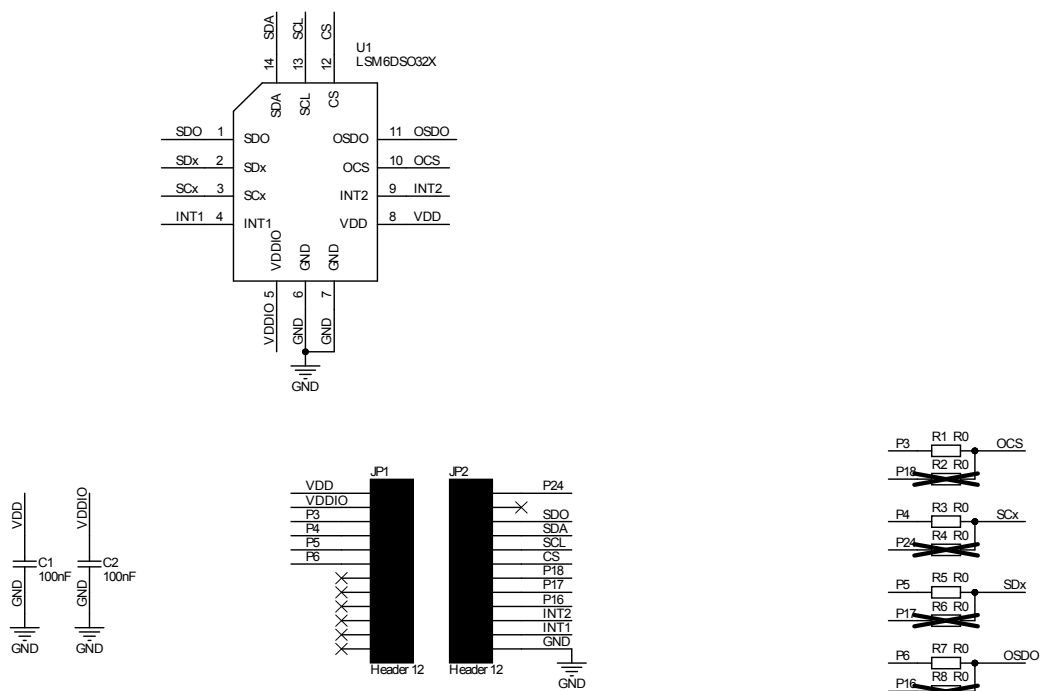 SDA SCL CS
14 13 12
U1
LSM6DSO32X
SDA SCL CS
SDO 1 SDO OSDO 11 OSDO
SDx 2 SDx OCS 10 OCS
SCx 3 SCx INT2 9 INT2
INT1 4 INT1 VDD 8 VDD
VDDIO GND GND
5 6 7
VDDIO GND GND
GND
VDD
C1
100nF
GND
GND
VDDIO
C2
100nF
GND
GND
JP1
VDD
VDDIO
P3
P4
P5
P6
Header 12
JP2
P24
SDO
SDA
SCL
CS
P18
P17
P16
INT2
INT1
GND
Header 12
GND
P3 R1 R0 OCS
P18 R2 R0
P4 R3 R0 SCx
P24 R4 R0
P5 R5 R0 SDx
P17 R6 R0
P6 R7 R0 OSDO
P16 R8 R0